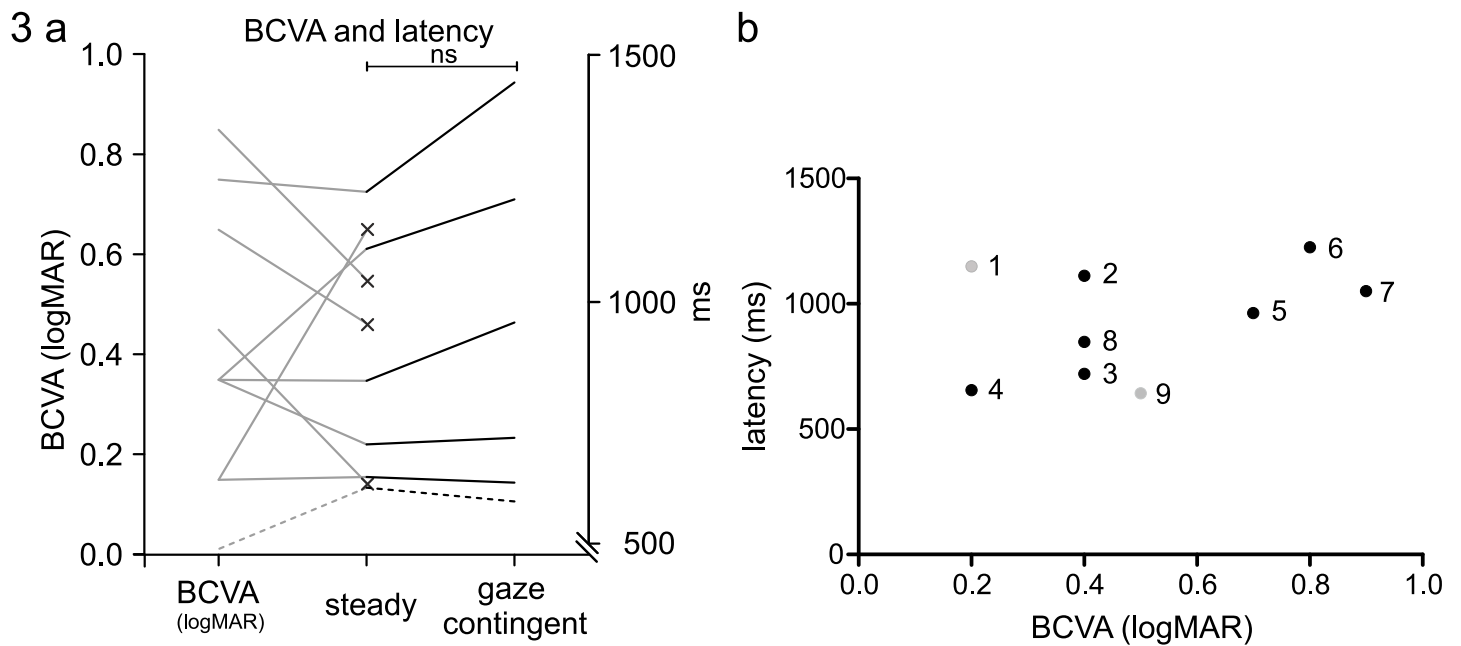 3 a
BCVA and latency
ns
1.0
0.8
0.6
0.4
0.2
0.0
BCVA (logMAR)
1500
1000
500
ms
BCVA
(logMAR)
steady
gaze
contingent
b
1500
1000
500
0
latency (ms)
1
2
3
4
5
6
7
8
9
0.0
0.2
0.4
0.6
0.8
1.0
BCVA (logMAR)